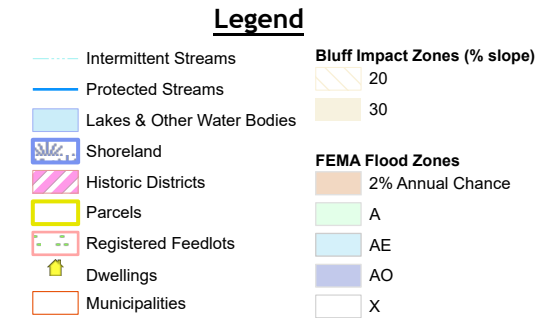 Legend
Intermittent Streams
Protected Streams
Lakes & Other Water Bodies
Shoreland
Historic Districts
Parcels
Registered Feedlots
Dwellings
Municipalities
Bluff Impact Zones (% slope)
20
30
FEMA Flood Zones
2% Annual Chance
A
AE
AO
X